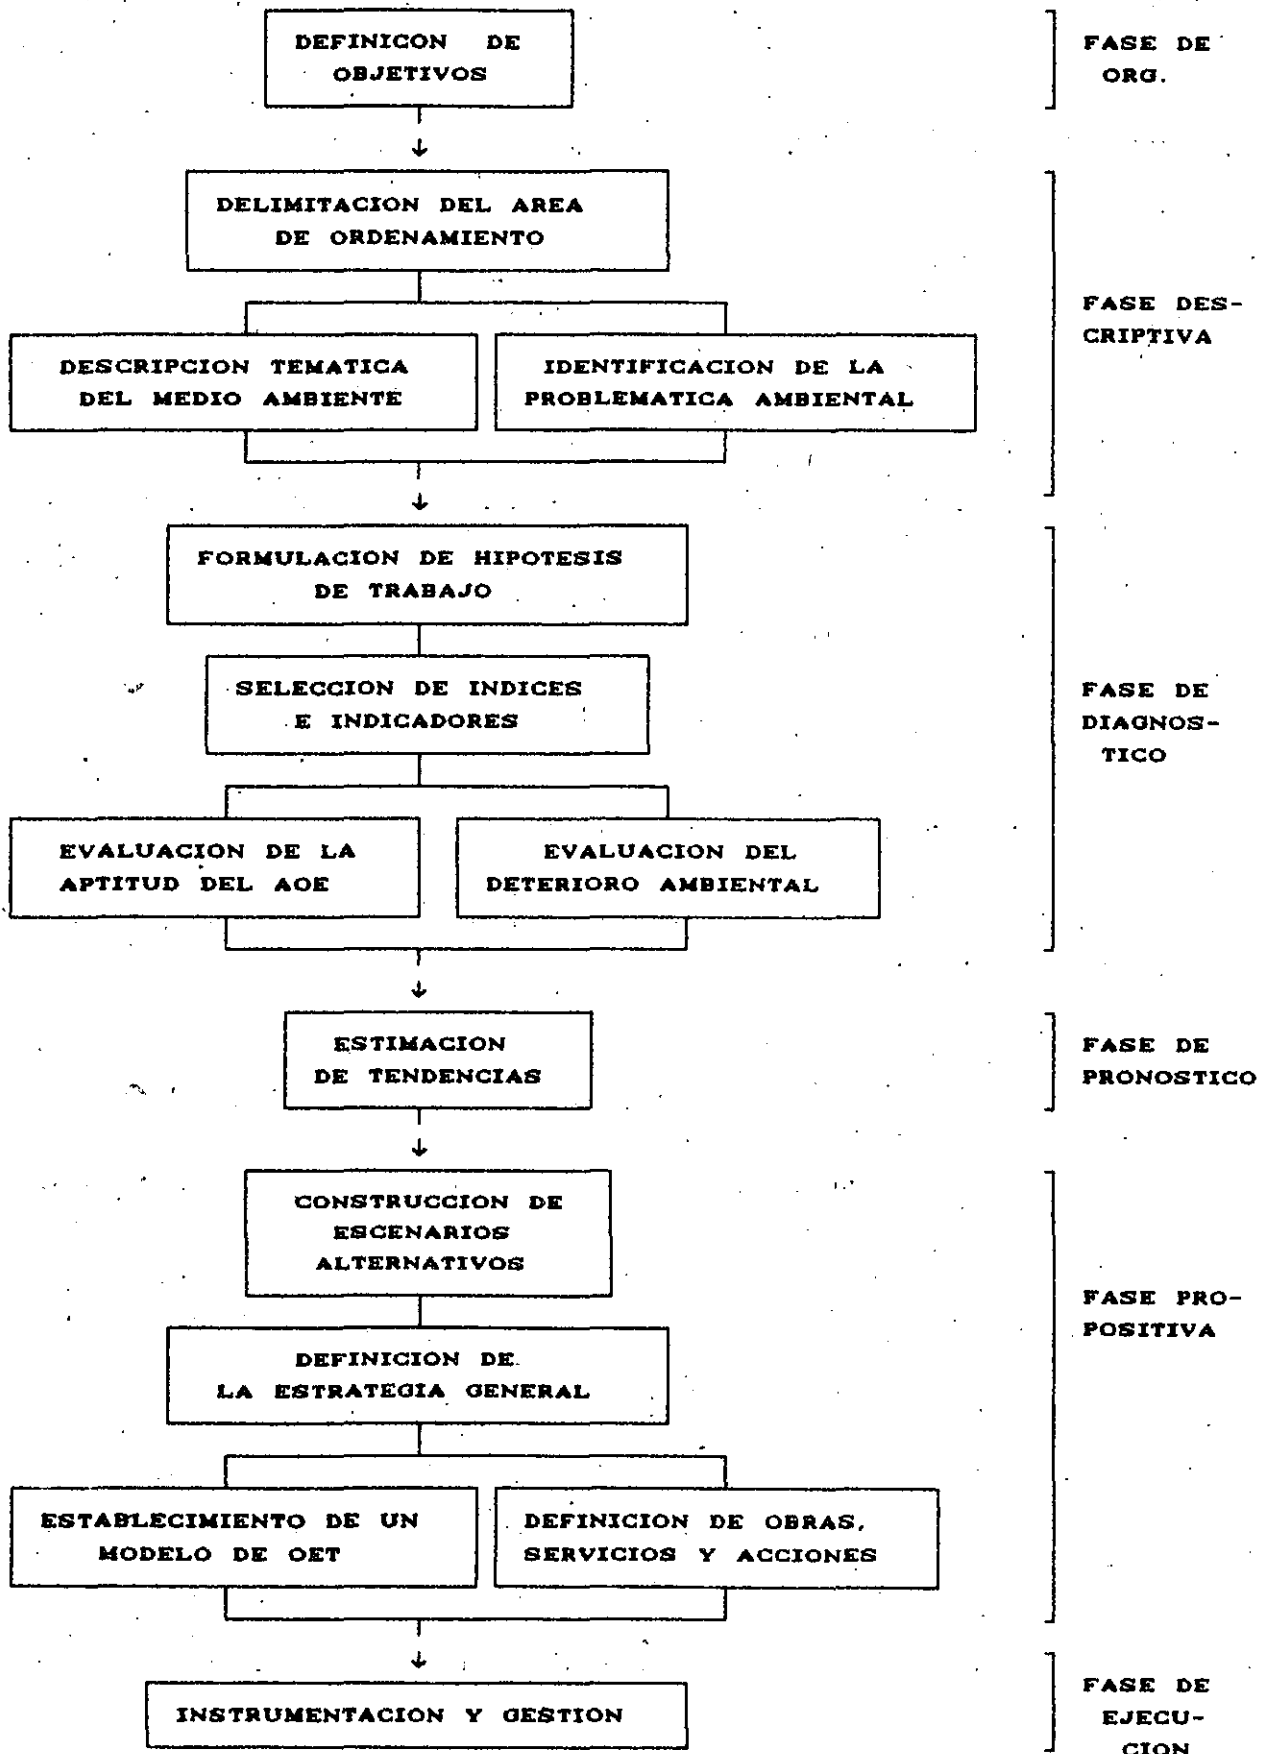 DEFINICON DE
OBJETIVOS
FASE DE
ORG.
DELIMITACION DEL AREA
DE ORDENAMIENTO
DESCRIPCION TEMATICA
DEL MEDIO AMBIENTE
IDENTIFICACION DE LA
PROBLEMATICA AMBIENTAL
FASE DES-
CRIPTIVA
FORMULACION DE HIPOTESIS
DE TRABAJO
SELECCION DE INDICES
E INDICADORES
EVALUACION DE LA
APTITUD DEL AOE
EVALUACION DEL
DETERIORO AMBIENTAL
FASE DE
DIAGNOS-
TICO
ESTIMACION
DE TENDENCIAS
FASE DE
PRONOSTICO
CONSTRUCCION DE
ESCENARIOS
ALTERNATIVOS
DEFINICION DE
LA ESTRATEGIA GENERAL
ESTABLECIMIENTO DE UN
MODELO DE OET
DEFINICION DE OBRAS,
SERVICIOS Y ACCIONES
FASE PRO-
POSITIVA
INSTRUMENTACION Y GESTION
FASE DE
EJECU-
CION